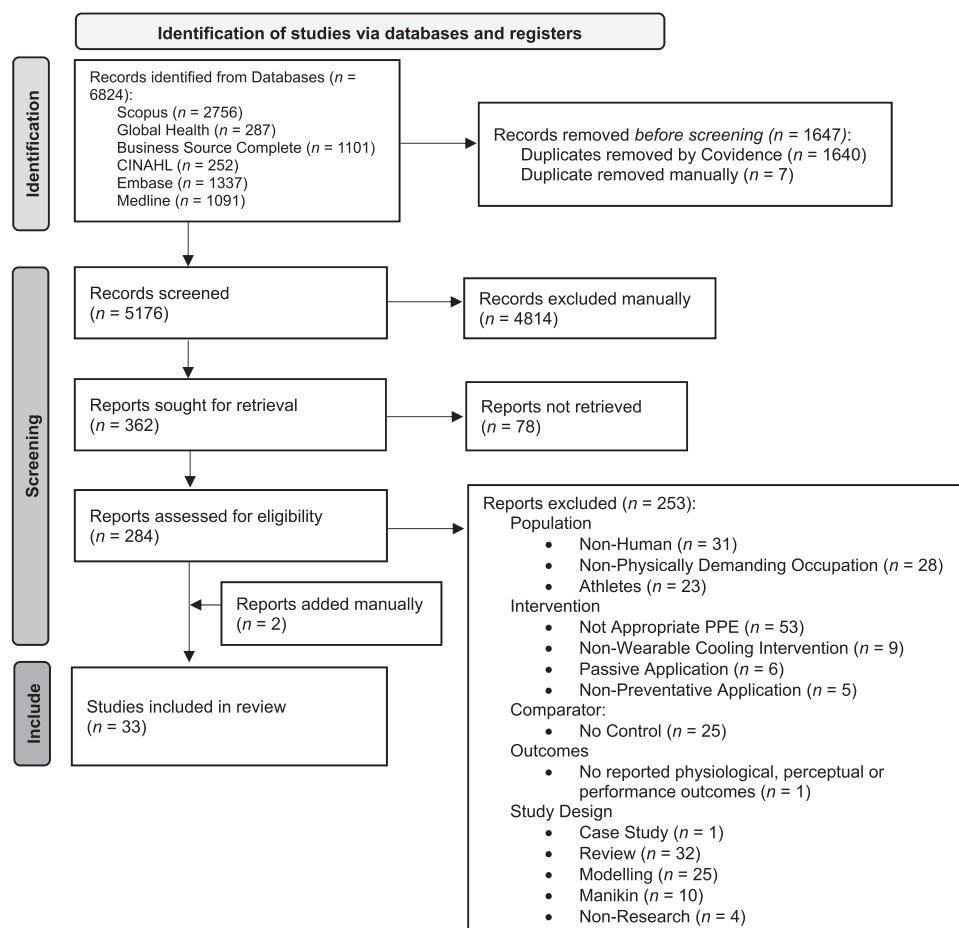 Identification of studies via databases and registers
Identification
Records identified from Databases (n =
6824):
Scopus (n = 2756)
Global Health (n = 287)
Business Source Complete (n = 1101)
CINAHL (n = 252)
Embase (n = 1337)
Medline (n = 1091)
Records removed before screening (n = 1647):
Duplicates removed by Covidence (n = 1640)
Duplicate removed manually (n = 7)
Screening
Records screened
(n = 5176)
Records excluded manually
(n = 4814)
Reports sought for retrieval
(n = 362)
Reports not retrieved
(n = 78)
Reports assessed for eligibility
(n = 284)
Reports excluded (n = 253):
Population
• Non-Human (n = 31)
• Non-Physically Demanding Occupation (n = 28)
• Athletes (n = 23)
Intervention
• Not Appropriate PPE (n = 53)
• Non-Wearable Cooling Intervention (n = 9)
• Passive Application (n = 6)
• Non-Preventative Application (n = 5)
Comparator:
• No Control (n = 25)
Outcomes
• No reported physiological, perceptual or
performance outcomes (n = 1)
Study Design
• Case Study (n = 1)
• Review (n = 32)
• Modelling (n = 25)
• Manikin (n = 10)
• Non-Research (n = 4)
Reports added manually
(n = 2)
Include
Studies included in review
(n = 33)